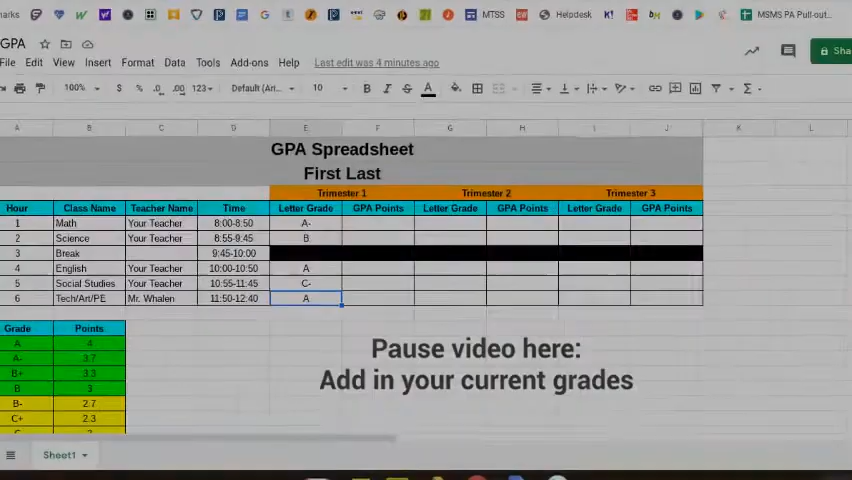 arks MTSS Helpdesk K! bM MSMS PA Pull-out...
GPA
File Edit View Insert Format Data Tools Add-ons Help Last edit was 4 minutes ago Sha
100% $ % .0 .00 123 Default (Ari... 10 B I S A
A B C D E F G H I J K L
GPA Spreadsheet
First Last
Trimester 1 Trimester 2 Trimester 3
Hour Class Name Teacher Name Time Letter Grade GPA Points Letter Grade GPA Points Letter Grade GPA Points
1 Math Your Teacher 8:00-8:50 A-
2 Science Your Teacher 8:55-9:45 B
3 Break 9:45-10:00
4 English Your Teacher 10:00-10:50 A
5 Social Studies Your Teacher 10:55-11:45 C-
6 Tech/Art/PE Mr. Whalen 11:50-12:40 A
Grade Points
A 4
A- 3.7
B+ 3.3
B 3
B- 2.7
C+ 2.3
Pause video here:
Add in your current grades
Sheet1